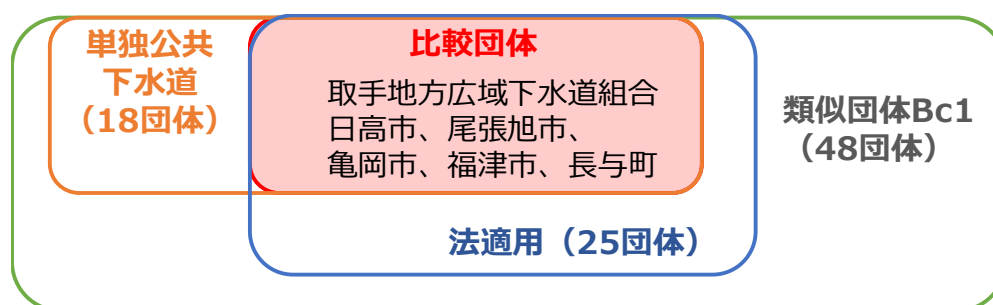 単独公共
下水道
（18団体）
比較団体
取手地方広域下水道組合
日高市、尾張旭市、
亀岡市、福津市、長与町
類似団体Bc1
（48団体）
法適用（25団体）